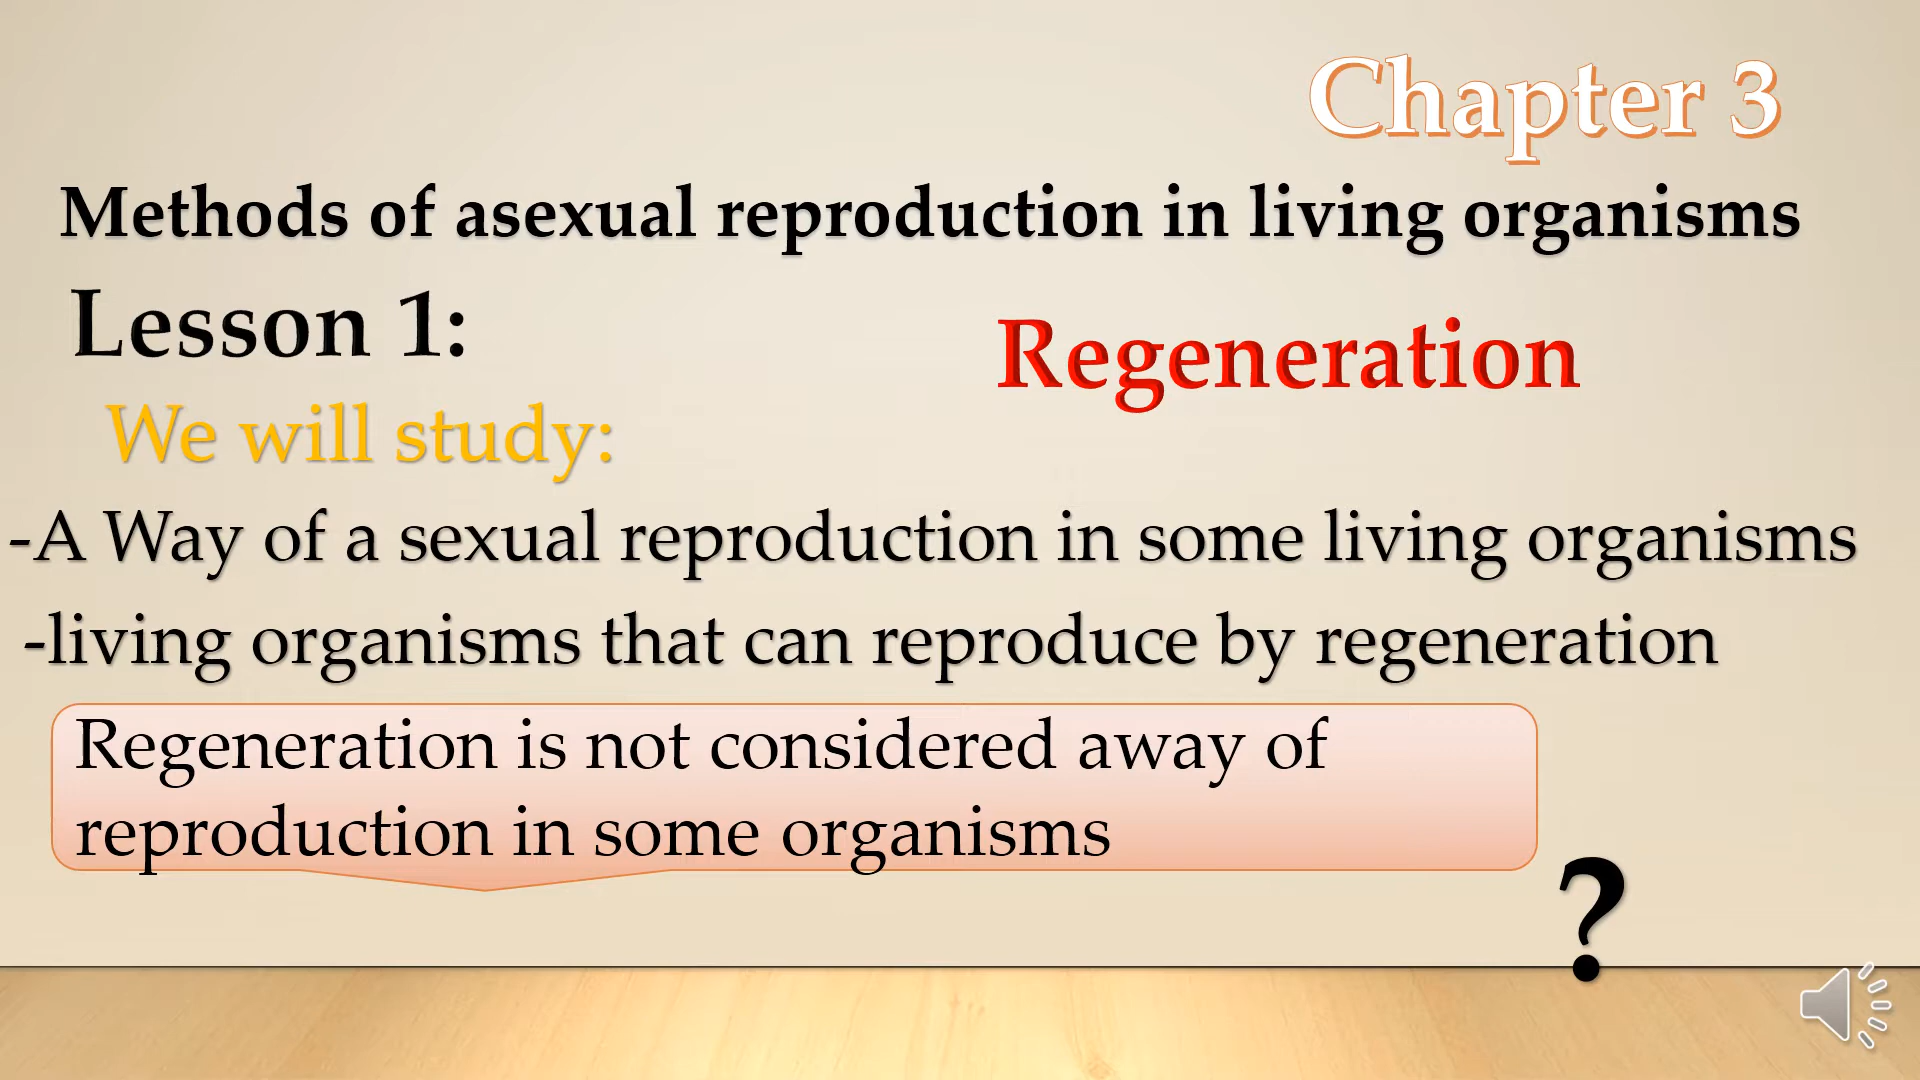 Chapter 3
Methods of asexual reproduction in living organisms
Lesson 1:
Regeneration
We will study:
-A Way of a sexual reproduction in some living organisms
-living organisms that can reproduce by regeneration
Regeneration is not considered away of
reproduction in some organisms
?